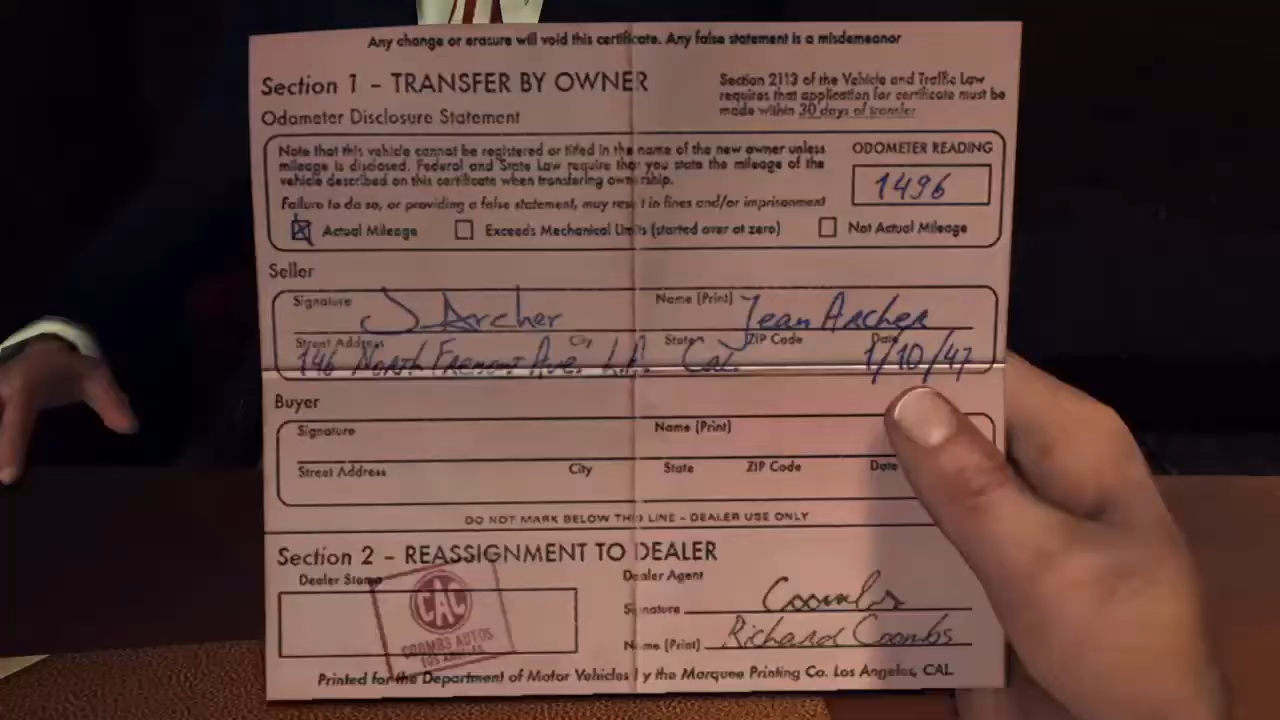 Any change or erasure will void this certificate. Any false statement is a misdemeanor
Section 1 - TRANSFER BY OWNER
Section 2113 of the Vehicle and Traffic Law
requires that application for certificate must be
made within 30 days of transfer
Odometer Disclosure Statement
Note that this vehicle cannot be registered or titled in the name of the new owner unless
mileage is disclosed. Federal and State Law require that you state the mileage of the
vehicle described on this certificate when transferring ownership.
Failure to do so, or providing a false statement, may result in fines and/or imprisonment
ODOMETER READING
1496
Actual Mileage
Exceeds Mechanical Limits (started over at zero)
Not Actual Mileage
Seller
Signature J Archer Name (Print) Jean Archer
Street Address City State ZIP Code Date
146 North Fremont Ave. L.A. Cal. 1/10/47
Buyer
Signature Name (Print)
Street Address City State ZIP Code Date
DO NOT MARK BELOW THIS LINE - DEALER USE ONLY
Section 2 - REASSIGNMENT TO DEALER
Dealer Stamp
CAC
COOMBS AUTOS
LOS ANGELES
Dealer Agent
Signature Coombs
Name (Print) Richard Coombs
Printed for the Department of Motor Vehicles by the Marquee Printing Co. Los Angeles, CAL